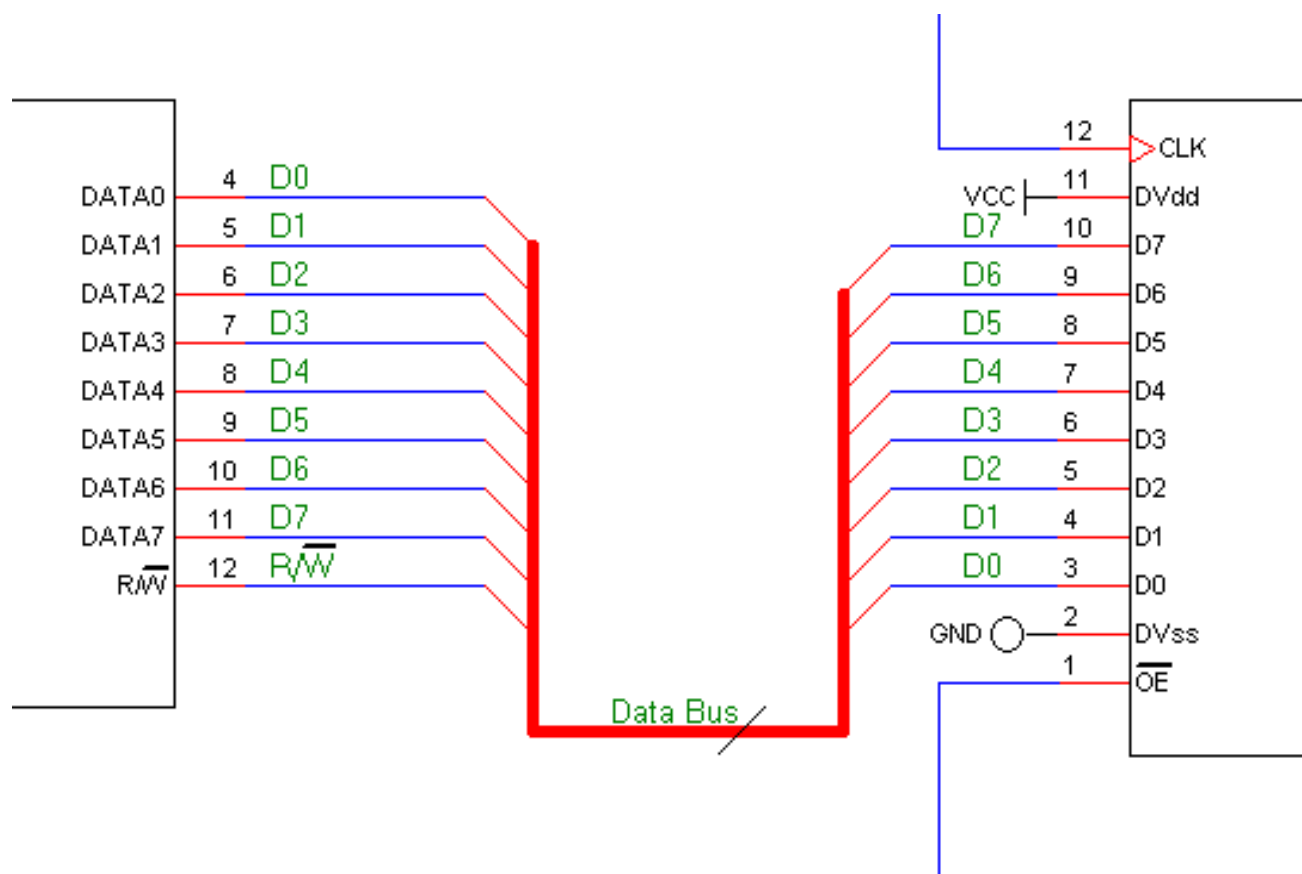 DATA0 4 D0
DATA1 5 D1
DATA2 6 D2
DATA3 7 D3
DATA4 8 D4
DATA5 9 D5
DATA6 10 D6
DATA7 11 D7
R/W̅ 12 R/W̅
Data Bus
12 CLK
VCC 11 DVdd
D7 10 D7
D6 9 D6
D5 8 D5
D4 7 D4
D3 6 D3
D2 5 D2
D1 4 D1
D0 3 D0
GND 2 DVss
1 O̅E̅